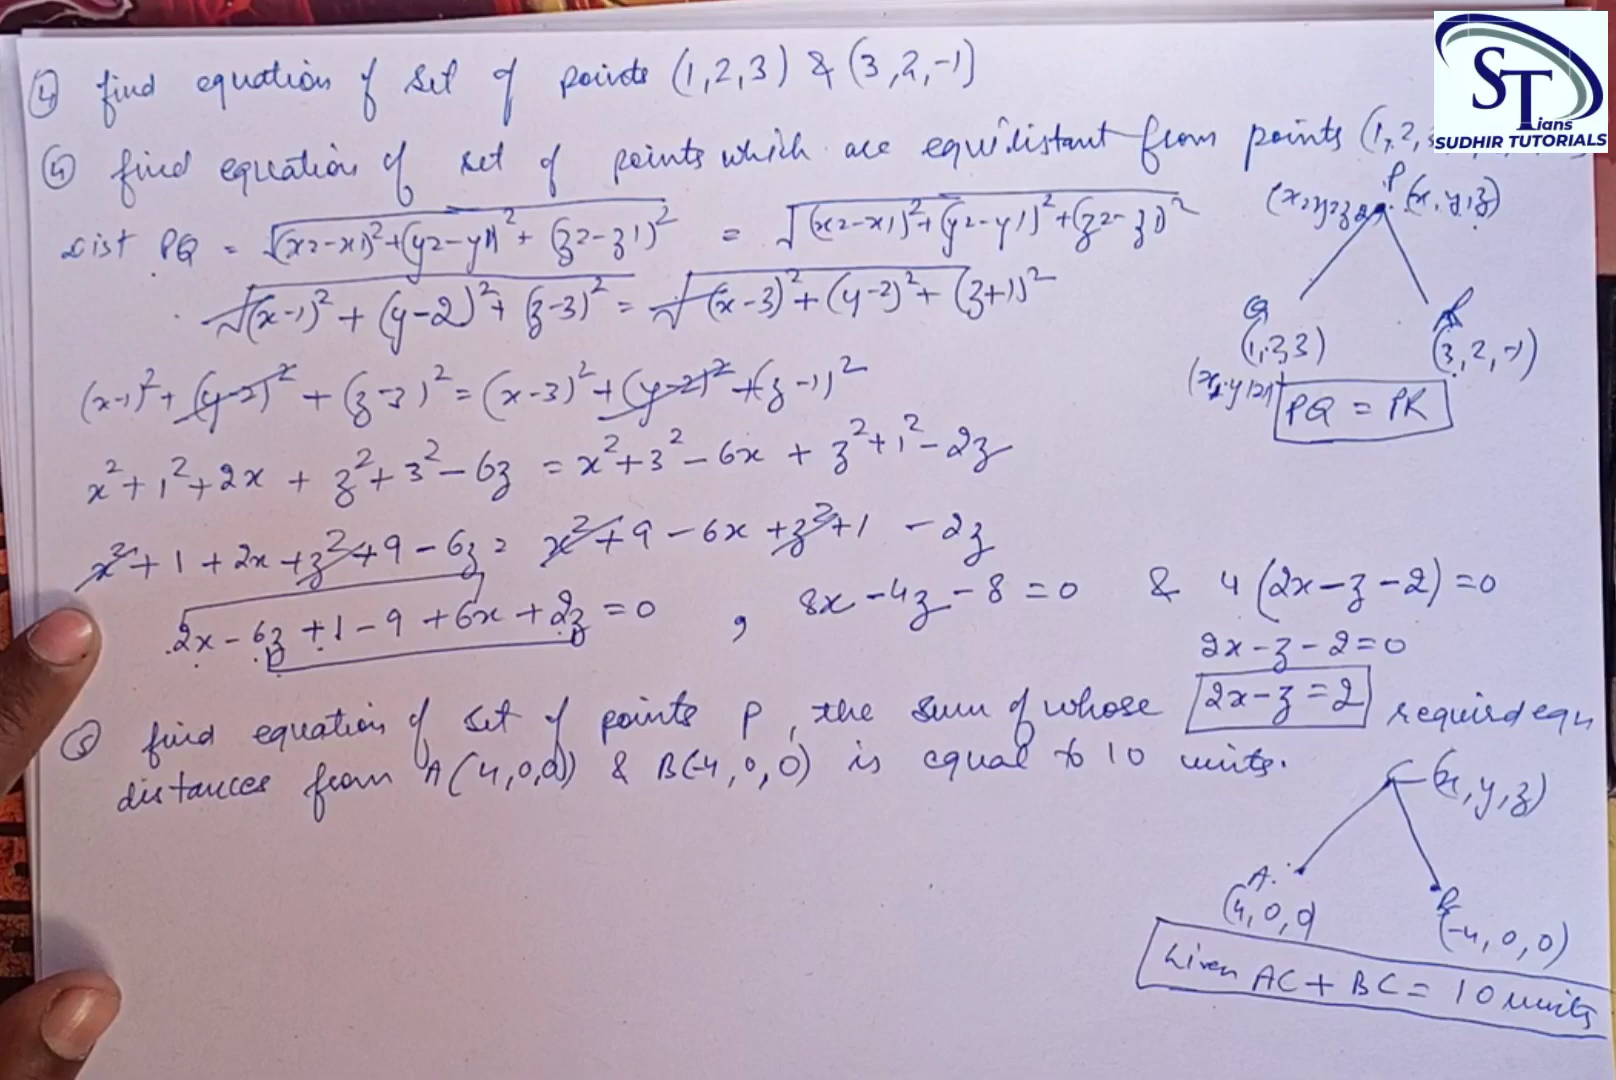 ④ find equation of set of points (1,2,3) & (3,2,-1)
④ find equation of set of points which are equidistant from points (1,2,
Dist PQ = √(x2-x1)²+(y2-y1)²+(z2-z1)² = √(x2-x1)²+(y2-y1)²+(z2-z1)²
√(x-1)²+(y-2)²+(z-3)² = √(x-3)²+(y-2)²+(z+1)²
(x-1)²+(y-2)²+(z-3)²=(x-3)²+(y-2)²+(z-1)²
x²+1²+2x+z²+3²-6z = x²+3²-6x+z²+1²-2z
x²+1+2x+z²+9-6z = x²+9-6x+z²+1-2z
2x-6z+1-9+6x+2z=0 , 8x-4z-8=0 & 4(2x-z-2)=0
2x-z-2=0
2x-z=2 required eqn
P (x,y,z)
Q
(1,2,3)
R
(3,2,-1)
PQ = PR
⑤ find equation of set of points P, the sum of whose
distances from A(4,0,0) & B(-4,0,0) is equal to 10 units.
C (x,y,z)
A
(4,0,0)
B
(-4,0,0)
Given AC+BC=10 units
ST
ians
SUDHIR TUTORIALS